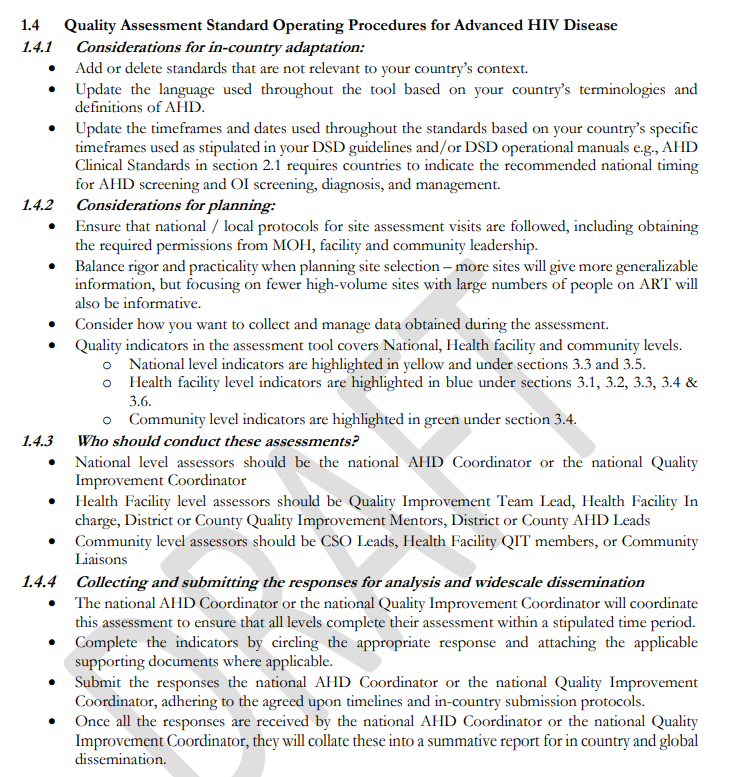 1.4 Quality Assessment Standard Operating Procedures for Advanced HIV Disease
1.4.1 Considerations for in-country adaptation:
• Add or delete standards that are not relevant to your country's context.
• Update the language used throughout the tool based on your country's terminologies and
definitions of AHD.
• Update the timeframes and dates used throughout the standards based on your country's specific
timeframes used as stipulated in your DSD guidelines and/or DSD operational manuals e.g., AHD
Clinical Standards in section 2.1 requires countries to indicate the recommended national timing
for AHD screening and OI screening, diagnosis, and management.
1.4.2 Considerations for planning:
• Ensure that national / local protocols for site assessment visits are followed, including obtaining
the required permissions from MOH, facility and community leadership.
• Balance rigor and practicality when planning site selection – more sites will give more generalizable
information, but focusing on fewer high-volume sites with large numbers of people on ART will
also be informative.
• Consider how you want to collect and manage data obtained during the assessment.
• Quality indicators in the assessment tool covers National, Health facility and community levels.
o National level indicators are highlighted in yellow and under sections 3.3 and 3.5.
o Health facility level indicators are highlighted in blue under sections 3.1, 3.2, 3.3, 3.4 &
3.6.
o Community level indicators are highlighted in green under section 3.4.
1.4.3 Who should conduct these assessments?
• National level assessors should be the national AHD Coordinator or the national Quality
Improvement Coordinator
• Health Facility level assessors should be Quality Improvement Team Lead, Health Facility In
charge, District or County Quality Improvement Mentors, District or County AHD Leads
• Community level assessors should be CSO Leads, Health Facility QIT members, or Community
Liaisons
1.4.4 Collecting and submitting the responses for analysis and widescale dissemination
• The national AHD Coordinator or the national Quality Improvement Coordinator will coordinate
this assessment to ensure that all levels complete their assessment within a stipulated time period.
• Complete the indicators by circling the appropriate response and attaching the applicable
supporting documents where applicable.
• Submit the responses the national AHD Coordinator or the national Quality Improvement
Coordinator, adhering to the agreed upon timelines and in-country submission protocols.
• Once all the responses are received by the national AHD Coordinator or the national Quality
Improvement Coordinator, they will collate these into a summative report for in country and global
dissemination.
DRAFT